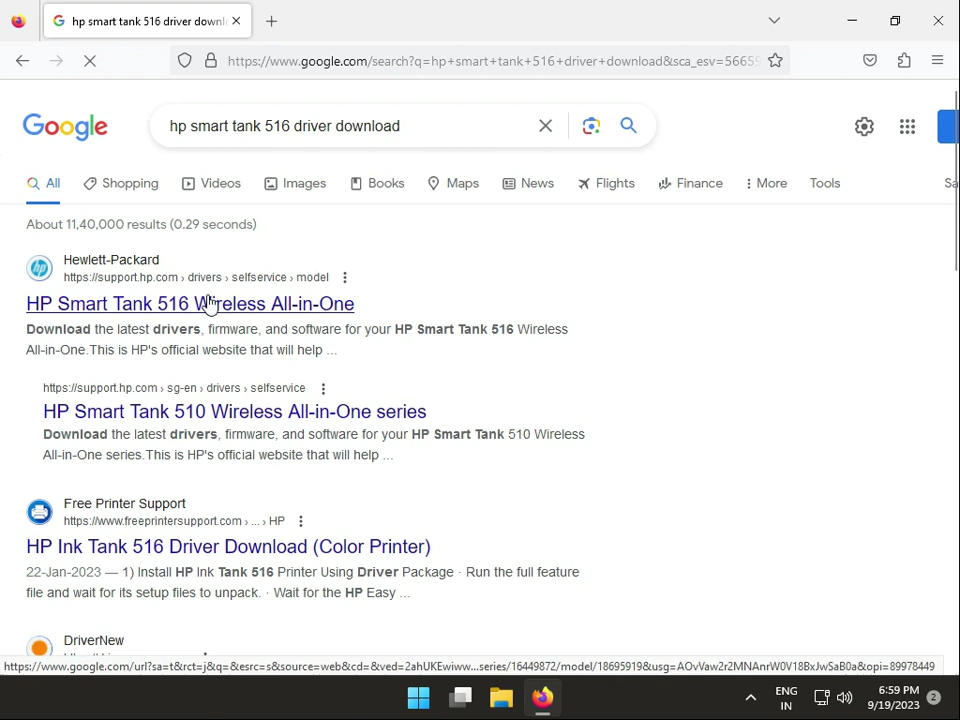 hp smart tank 516 driver downl
https://www.google.com/search?q=hp+smart+tank+516+driver+download&sca_esv=56659
Google
hp smart tank 516 driver download
All
Shopping
Videos
Images
Books
Maps
News
Flights
Finance
More
Tools
Sa
About 11,40,000 results (0.29 seconds)
Hewlett-Packard
https://support.hp.com › drivers › selfservice › model
HP Smart Tank 516 Wireless All-in-One
Download the latest drivers, firmware, and software for your HP Smart Tank 516 Wireless
All-in-One.This is HP's official website that will help ...
https://support.hp.com › sg-en › drivers › selfservice
HP Smart Tank 510 Wireless All-in-One series
Download the latest drivers, firmware, and software for your HP Smart Tank 510 Wireless
All-in-One series.This is HP's official website that will help ...
Free Printer Support
https://www.freeprintersupport.com › ... › HP
HP Ink Tank 516 Driver Download (Color Printer)
22-Jan-2023 — 1) Install HP Ink Tank 516 Printer Using Driver Package · Run the full feature
file and wait for its setup files to unpack. · Wait for the HP Easy ...
DriverNew
https://www.google.com/url?sa=t&rct=j&q=&esrc=s&source=web&cd=&ved=2ahUKEwiww...series/16449872/model/18695919&usg=AOvVaw2r2MNAnrW0V18BxJwSaB0a&opi=89978449
ENG
IN
6:59 PM
9/19/2023
2